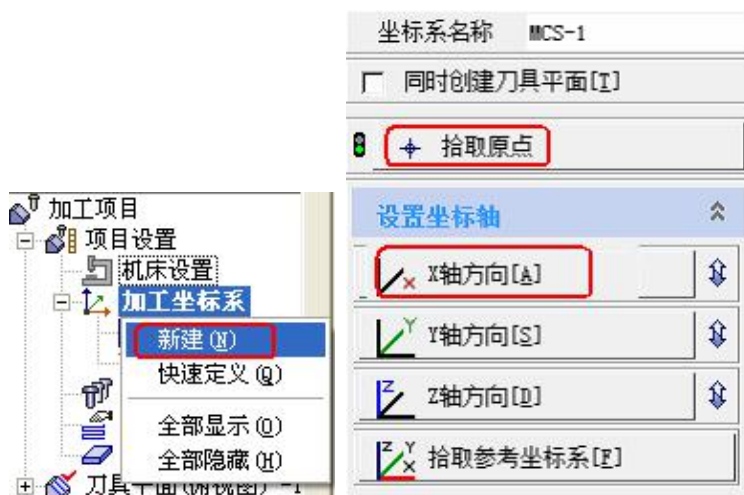 加工项目
项目设置
机床设置
加工坐标系
新建(N)
快速定义(Q)
全部显示(O)
全部隐藏(H)
刀具平面(俯视图)-1
坐标系名称 MCS-1
同时创建刀具平面[T]
拾取原点
设置坐标轴
X轴方向[A]
Y轴方向[S]
Z轴方向[D]
拾取参考坐标系[F]